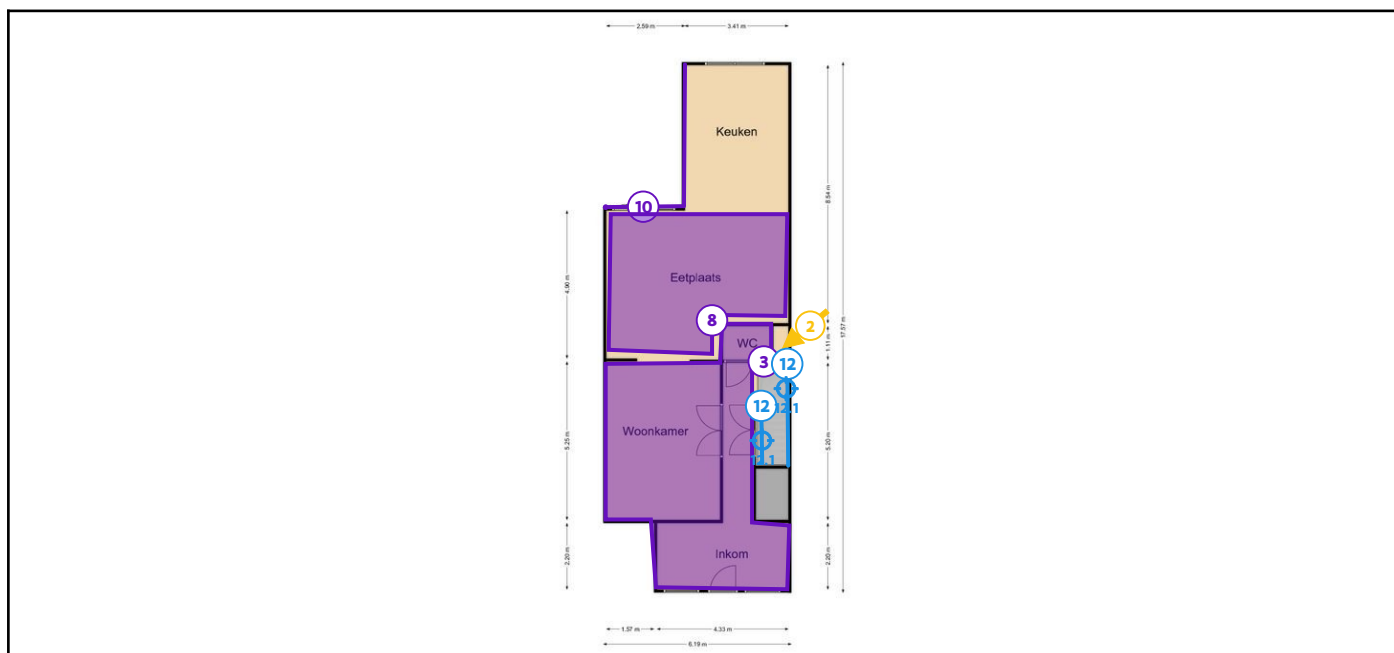 2.59 m
3.41 m
Keuken
10
8.54 m
17.57 m
4.90 m
Eetplaats
8
2
1.11 m
WC
3
12
12.1
12
12.1
Woonkamer
5.25 m
5.20 m
Inkom
2.20 m
2.20 m
1.57 m
4.33 m
6.19 m